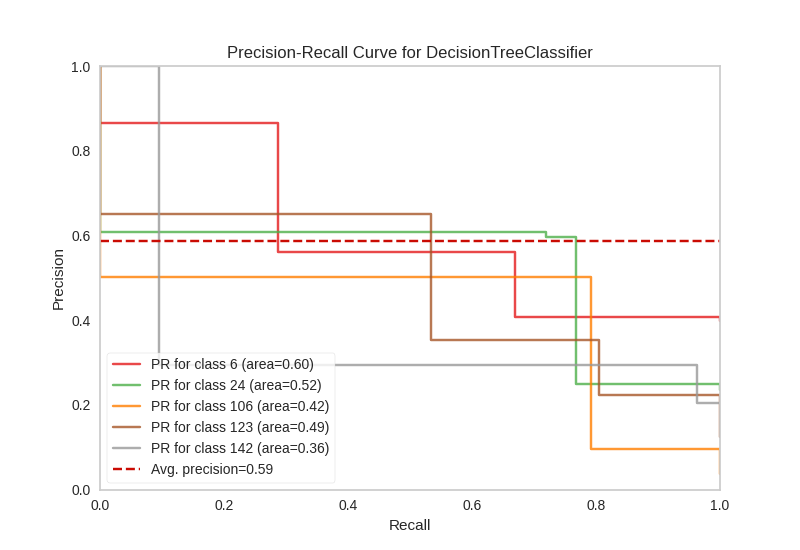 Precision-Recall Curve for DecisionTreeClassifier
1.0
0.8
0.6
0.4
0.2
0.0
Precision
PR for class 6 (area=0.60)
PR for class 24 (area=0.52)
PR for class 106 (area=0.42)
PR for class 123 (area=0.49)
PR for class 142 (area=0.36)
Avg. precision=0.59
0.0 0.2 0.4 0.6 0.8 1.0
Recall